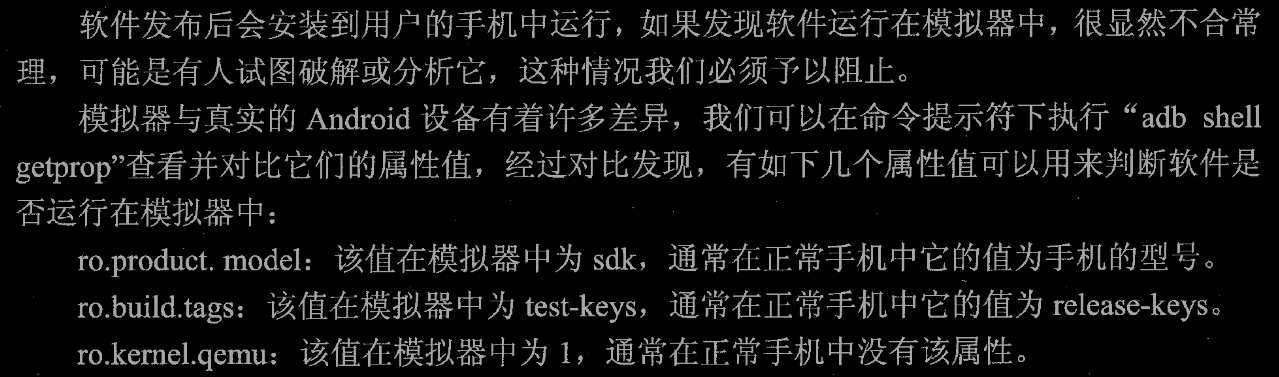 软件发布后会安装到用户的手机中运行，如果发现软件运行在模拟器中，很显然不合常
理，可能是有人试图破解或分析它，这种情况我们必须予以阻止。
模拟器与真实的 Android 设备有着许多差异，我们可以在命令提示符下执行“adb shell
getprop”查看并对比它们的属性值，经过对比发现，有如下几个属性值可以用来判断软件是
否运行在模拟器中：
ro.product. model：该值在模拟器中为 sdk，通常在正常手机中它的值为手机的型号。
ro.build.tags：该值在模拟器中为 test-keys，通常在正常手机中它的值为 release-keys。
ro.kernel.qemu：该值在模拟器中为 1，通常在正常手机中没有该属性。